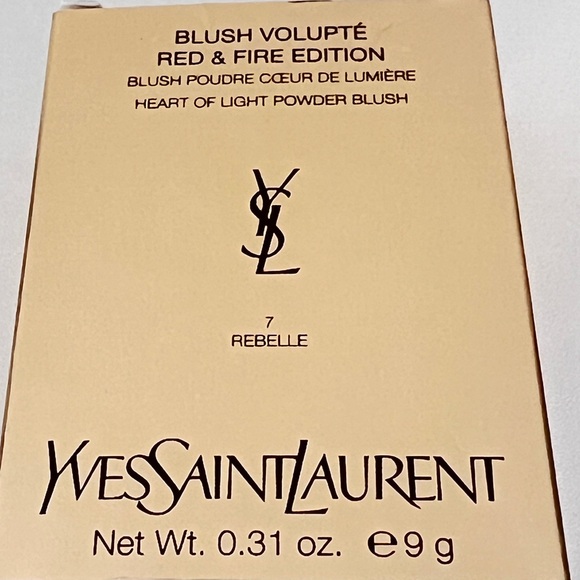 BLUSH VOLUPTÉ
RED & FIRE EDITION
BLUSH POUDRE CŒUR DE LUMIÈRE
HEART OF LIGHT POWDER BLUSH
YSL
7
REBELLE
YVESSAINTLAURENT
Net Wt. 0.31 oz. ℮9 g